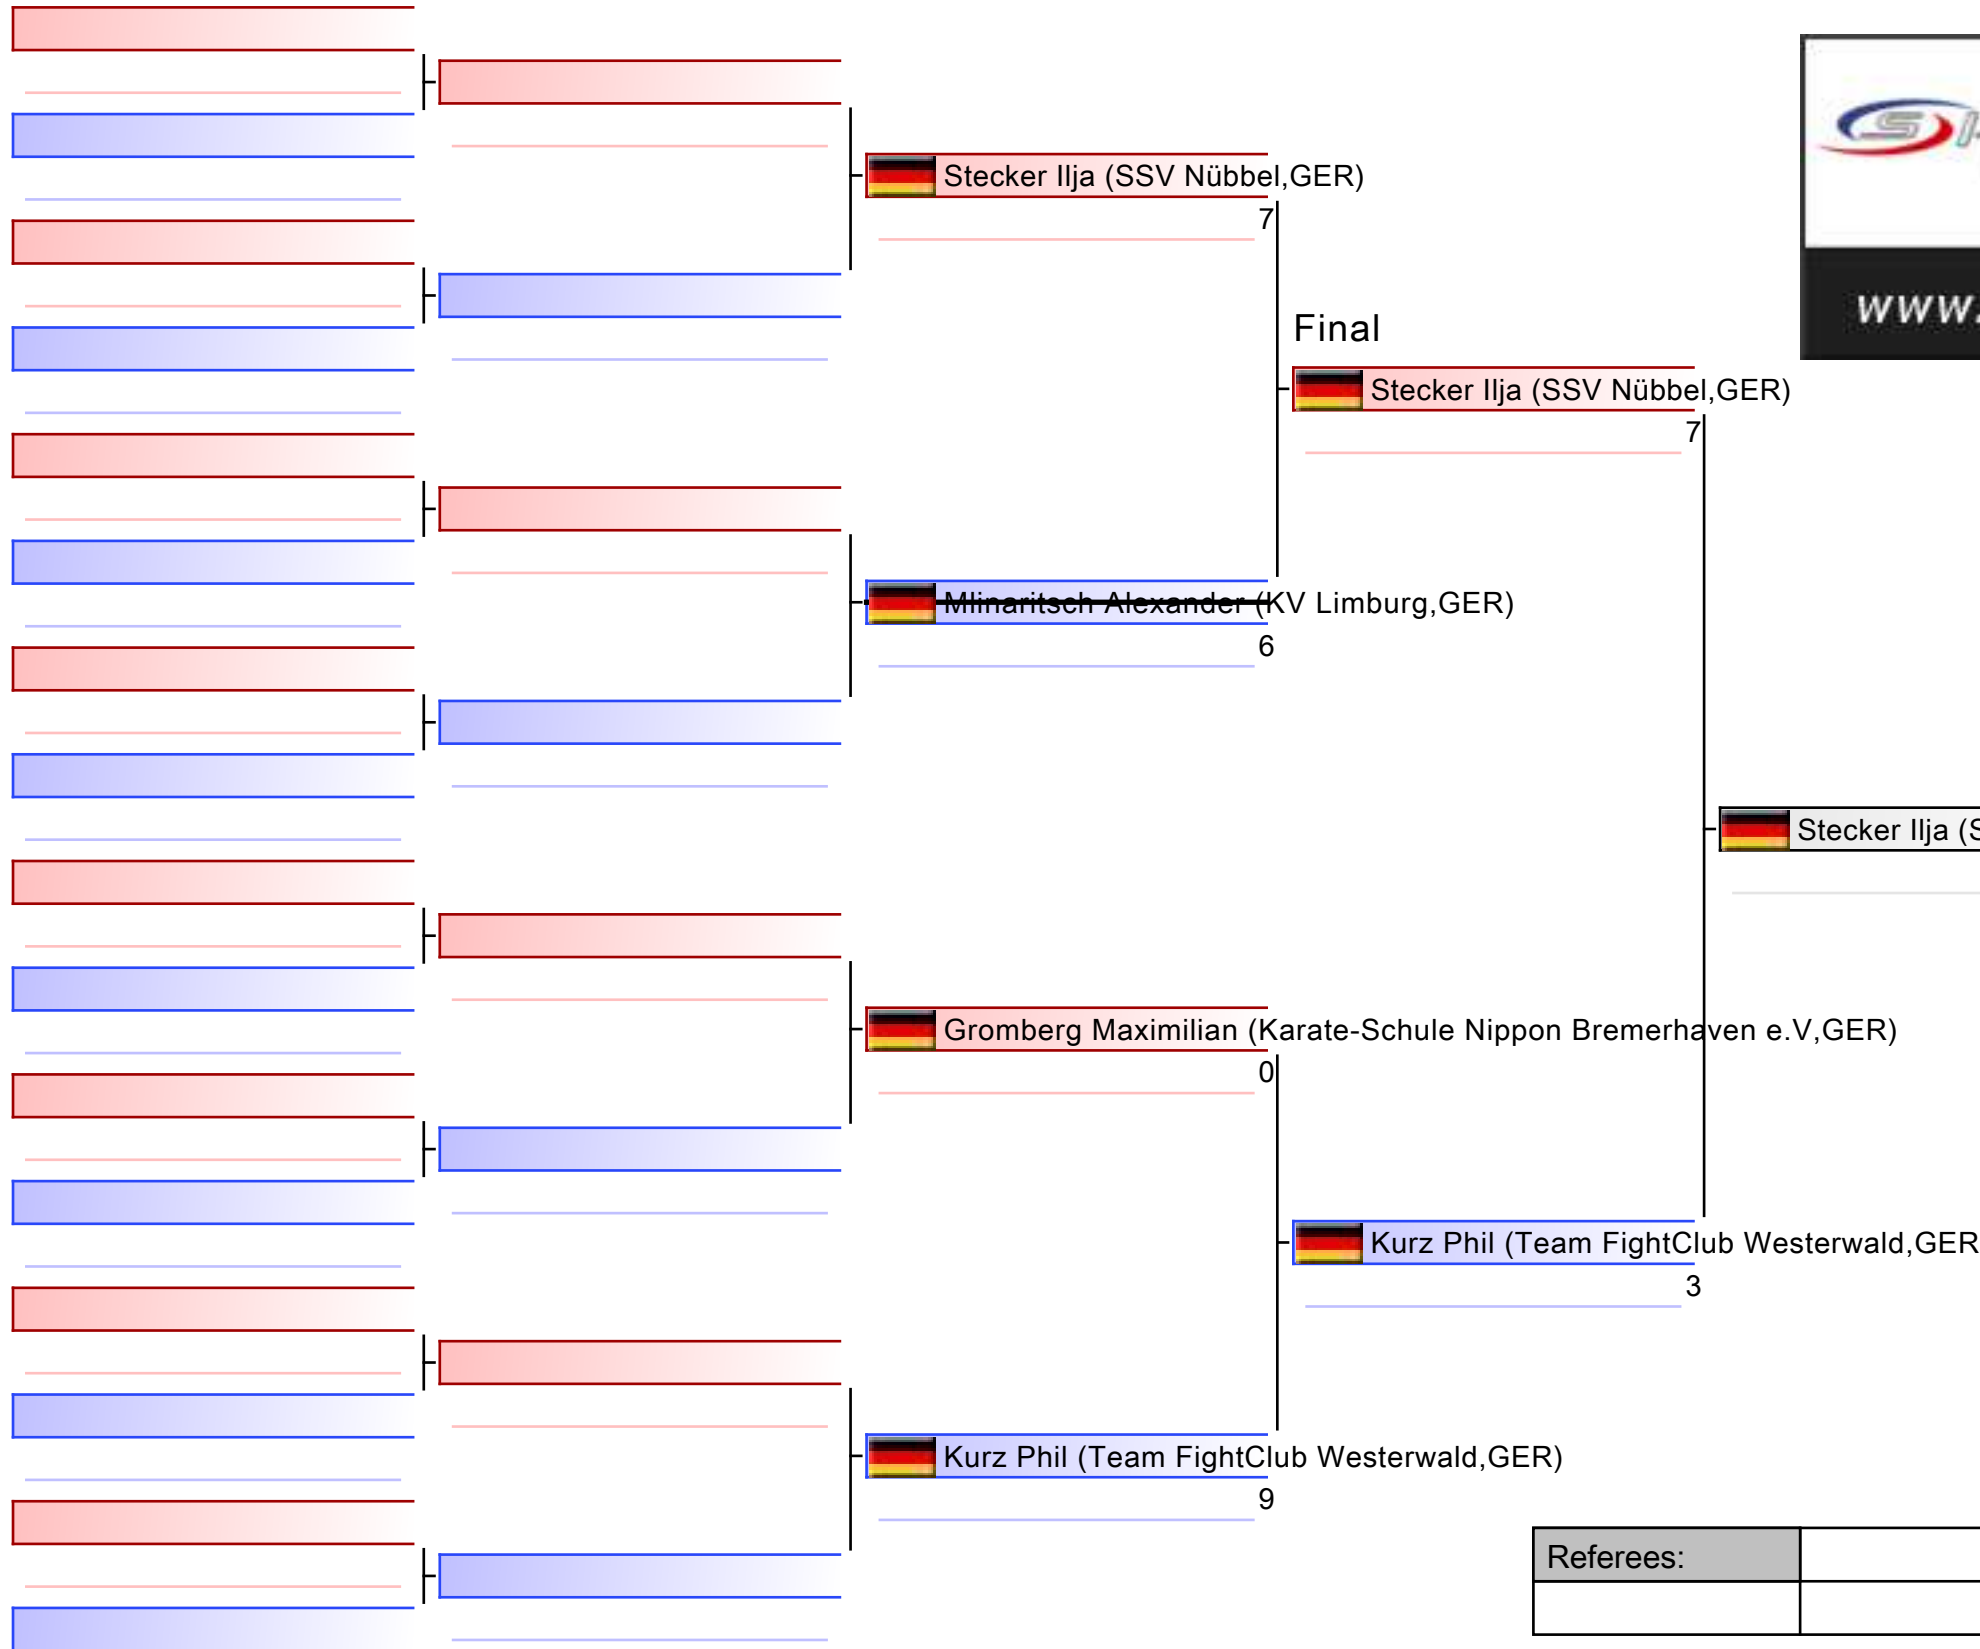 Stecker Ilja (SSV Nübbel,GER)
7
Final
Stecker Ilja (SSV Nübbel,GER)
7
Mlinaritsch Alexander (KV Limburg,GER)
6
Stecker Ilja (S
Gromberg Maximilian (Karate-Schule Nippon Bremerhaven e.V,GER)
0
Kurz Phil (Team FightClub Westerwald,GER
3
Kurz Phil (Team FightClub Westerwald,GER)
9
Referees:
www.